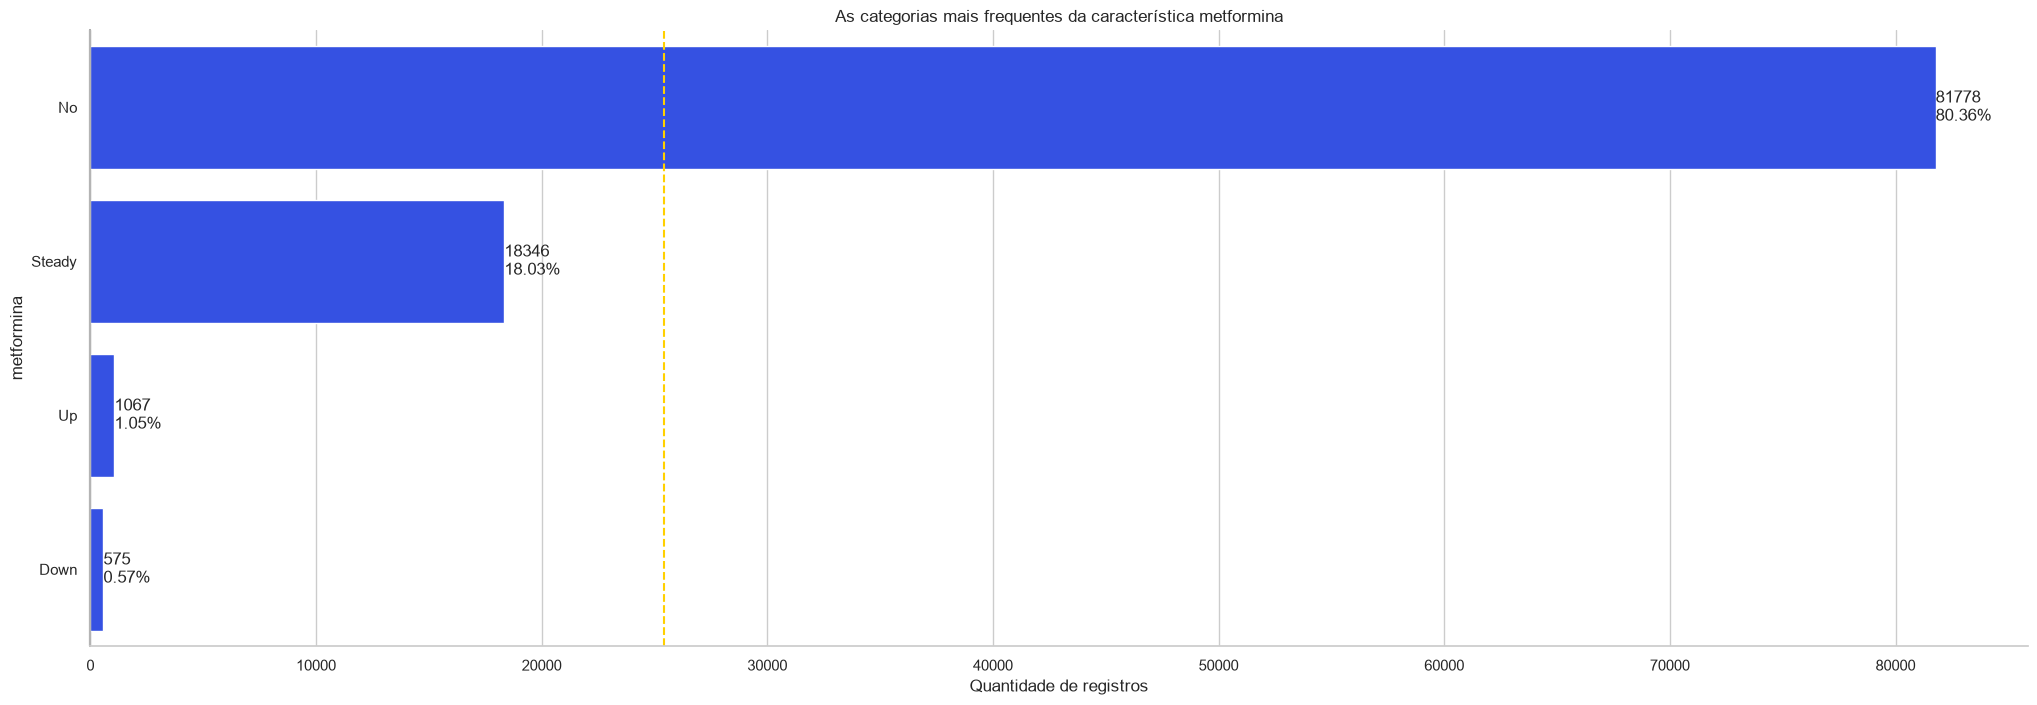 As categorias mais frequentes da característica metformina
metformina
No
81778
80.36%
Steady
18346
18.03%
Up
1067
1.05%
Down
575
0.57%
0
10000
20000
30000
40000
50000
60000
70000
80000
Quantidade de registros